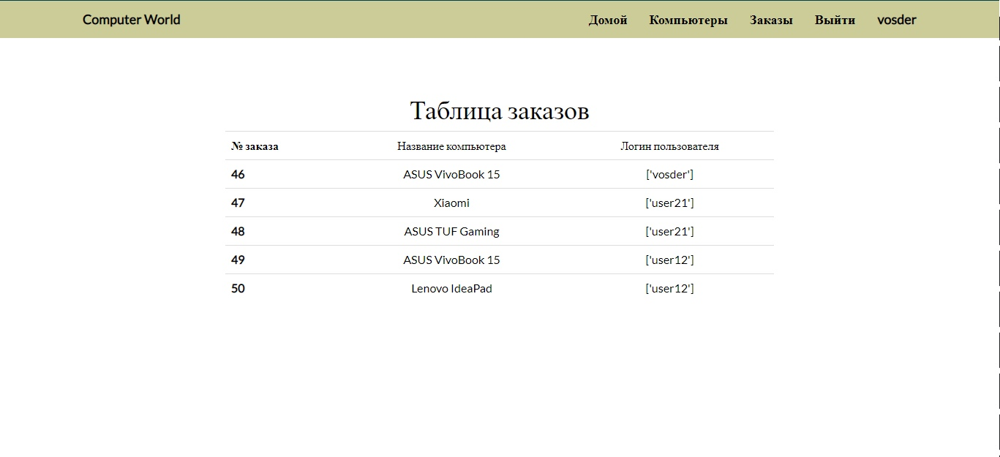 Computer World Домой Компьютеры Заказы Выйти vosder
Таблица заказов
№ заказа Название компьютера Логин пользователя
46 ASUS VivoBook 15 ['vosder']
47 Xiaomi ['user21']
48 ASUS TUF Gaming ['user21']
49 ASUS VivoBook 15 ['user12']
50 Lenovo IdeaPad ['user12']